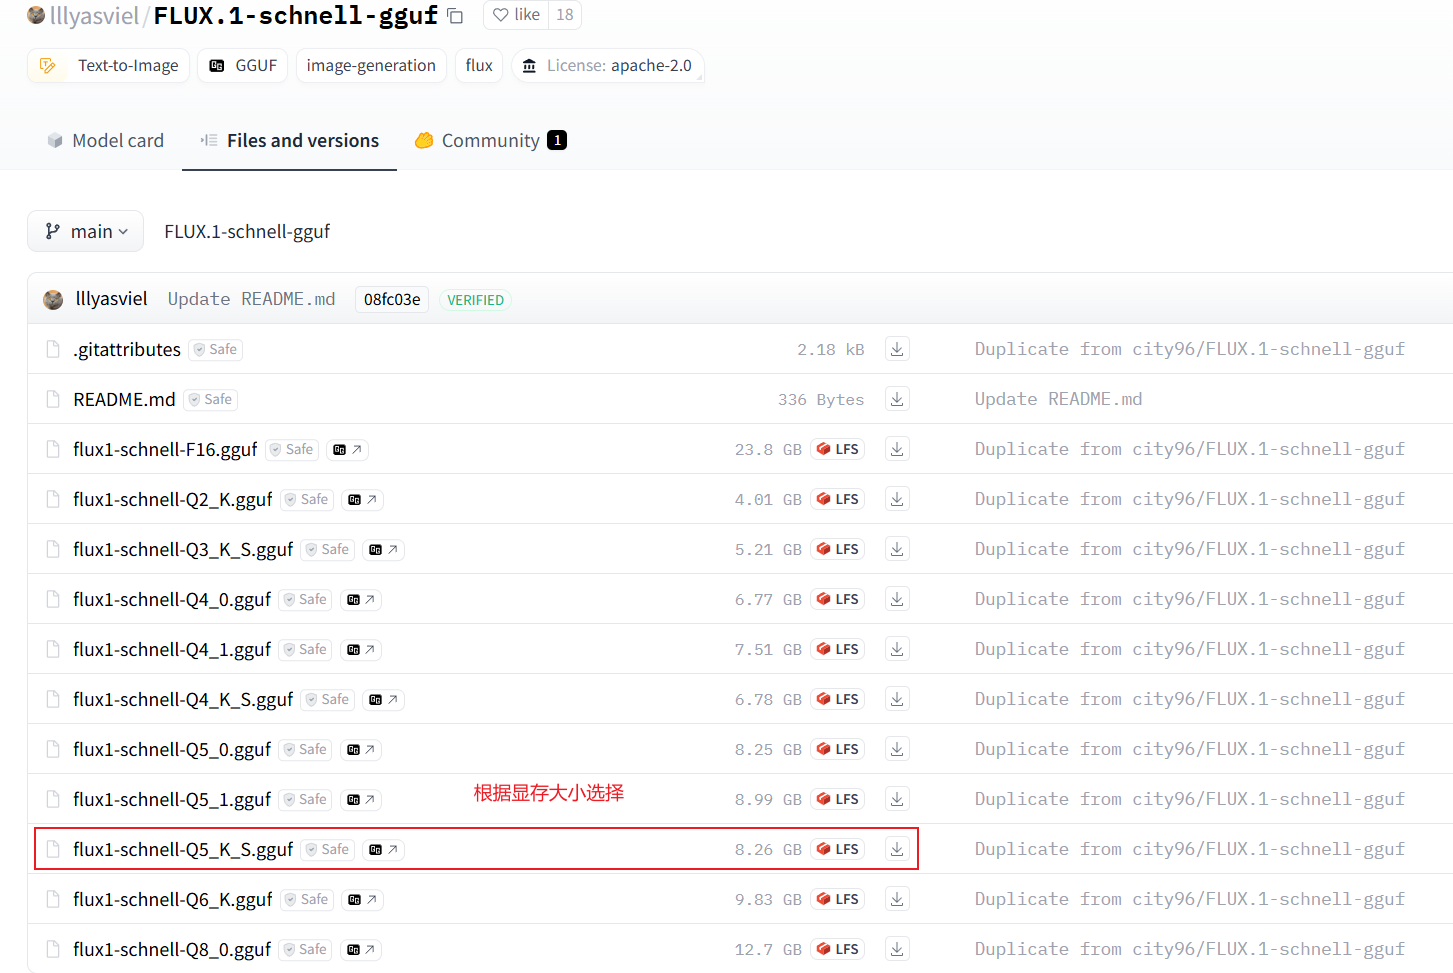 lllyasviel/FLUX.1-schnell-gguf like 18
Text-to-Image GGUF image-generation flux License: apache-2.0
Model card Files and versions Community 1
main FLUX.1-schnell-gguf
lllyasviel Update README.md 08fc03e VERIFIED
.gitattributes Safe 2.18 kB Duplicate from city96/FLUX.1-schnell-gguf
README.md Safe 336 Bytes Update README.md
flux1-schnell-F16.gguf Safe 23.8 GB LFS Duplicate from city96/FLUX.1-schnell-gguf
flux1-schnell-Q2_K.gguf Safe 4.01 GB LFS Duplicate from city96/FLUX.1-schnell-gguf
flux1-schnell-Q3_K_S.gguf Safe 5.21 GB LFS Duplicate from city96/FLUX.1-schnell-gguf
flux1-schnell-Q4_0.gguf Safe 6.77 GB LFS Duplicate from city96/FLUX.1-schnell-gguf
flux1-schnell-Q4_1.gguf Safe 7.51 GB LFS Duplicate from city96/FLUX.1-schnell-gguf
flux1-schnell-Q4_K_S.gguf Safe 6.78 GB LFS Duplicate from city96/FLUX.1-schnell-gguf
flux1-schnell-Q5_0.gguf Safe 8.25 GB LFS Duplicate from city96/FLUX.1-schnell-gguf
根据显存大小选择
flux1-schnell-Q5_1.gguf Safe 8.99 GB LFS Duplicate from city96/FLUX.1-schnell-gguf
flux1-schnell-Q5_K_S.gguf Safe 8.26 GB LFS Duplicate from city96/FLUX.1-schnell-gguf
flux1-schnell-Q6_K.gguf Safe 9.83 GB LFS Duplicate from city96/FLUX.1-schnell-gguf
flux1-schnell-Q8_0.gguf Safe 12.7 GB LFS Duplicate from city96/FLUX.1-schnell-gguf